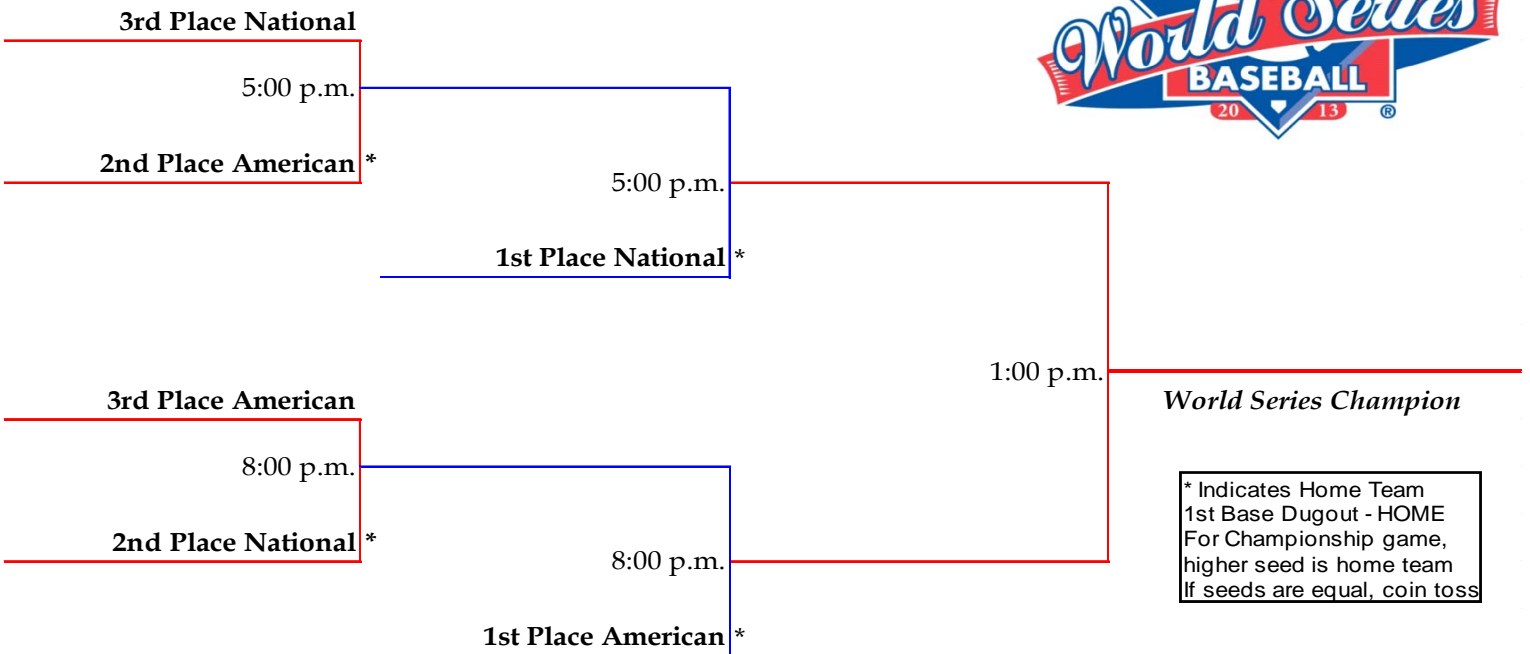 3rd Place National
World Series
BASEBALL
20 13 ®
5:00 p.m.
2nd Place American *
5:00 p.m.
1st Place National *
1:00 p.m.
World Series Champion
3rd Place American
8:00 p.m.
2nd Place National *
8:00 p.m.
1st Place American *
* Indicates Home Team
1st Base Dugout - HOME
For Championship game,
higher seed is home team
If seeds are equal, coin toss